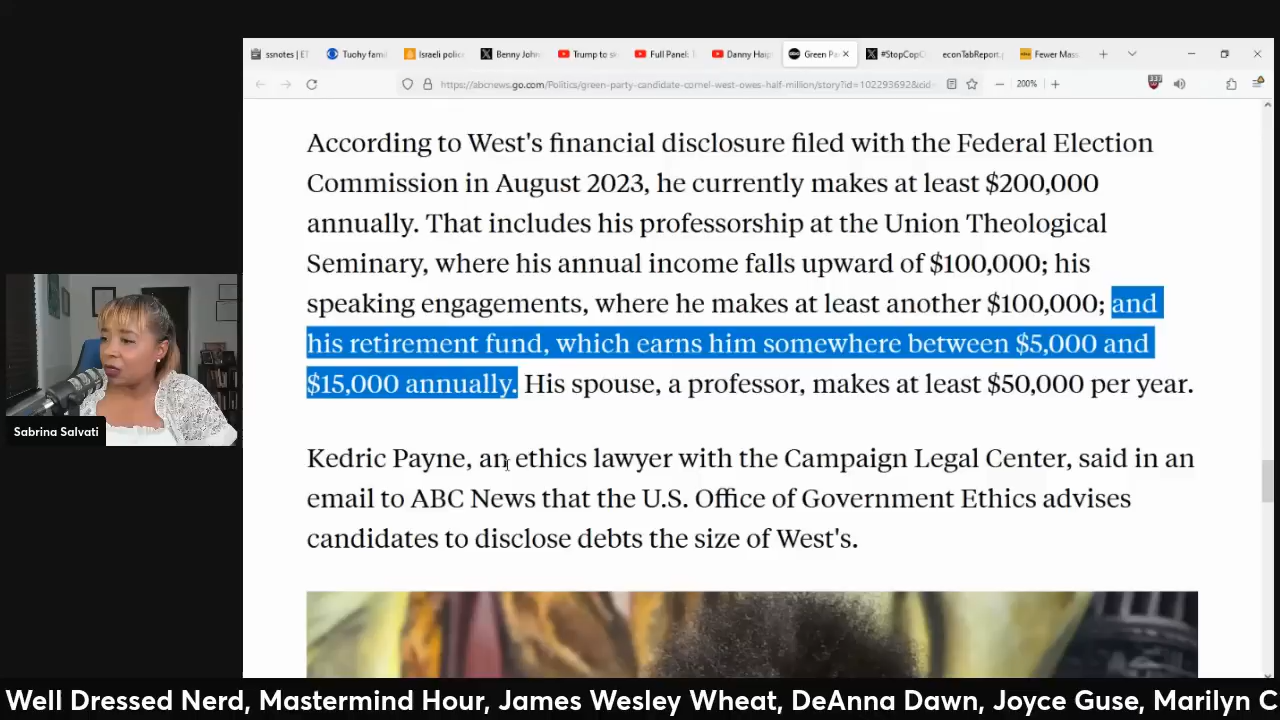 ssnotes | ET
Tuohy fami
Israeli polic
Benny John
Trump to s
Full Panel:
Danny Haip
Green Pa
#StopCopC
econTabReport.
Fewer Mass
https://abcnews.go.com/Politics/green-party-candidate-cornel-west-owes-half-million/story?id=102293692&cid
200%
According to West's financial disclosure filed with the Federal Election
Commission in August 2023, he currently makes at least $200,000
annually. That includes his professorship at the Union Theological
Seminary, where his annual income falls upward of $100,000; his
speaking engagements, where he makes at least another $100,000; and
his retirement fund, which earns him somewhere between $5,000 and
$15,000 annually. His spouse, a professor, makes at least $50,000 per year.
Kedric Payne, an ethics lawyer with the Campaign Legal Center, said in an
email to ABC News that the U.S. Office of Government Ethics advises
candidates to disclose debts the size of West's.
Sabrina Salvati
Well Dressed Nerd, Mastermind Hour, James Wesley Wheat, DeAnna Dawn, Joyce Guse, Marilyn C